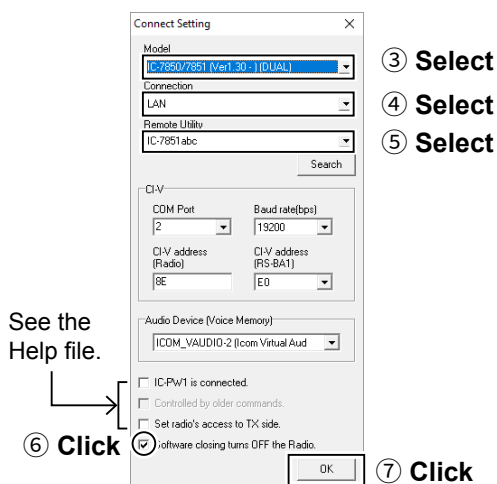 Connect Setting
Model
IC-7850/7851 (Ver1.30 - ) (DUAL)
③ Select
Connection
LAN
④ Select
Remote Utility
IC-7851abc
⑤ Select
Search
CI-V
COM Port Baud rate(bps)
2 19200
CI-V address CI-V address
(Radio) (RS-BA1)
8E E0
Audio Device (Voice Memory)
ICOM_VAUDIO-2 (Icom Virtual Aud
See the
Help file.
IC-PW1 is connected.
Controlled by older commands.
Set radio's access to TX side.
⑥ Click
Software closing turns OFF the Radio.
OK
⑦ Click